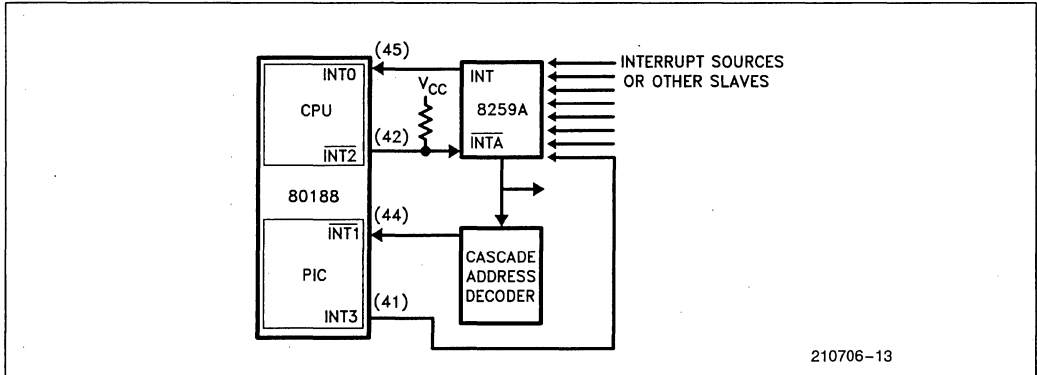 (45)
INT0
CPU
INT2
(42)
VCC
INT
8259A
INTA
INTERRUPT SOURCES
OR OTHER SLAVES
80188
(44)
INT1
PIC
INT3
(41)
CASCADE
ADDRESS
DECODER
210706-13